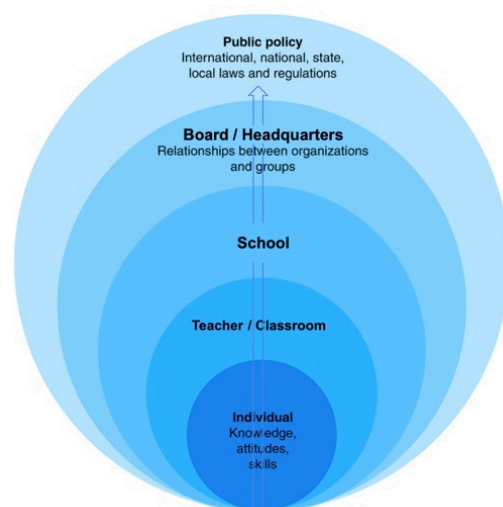 Public policy
International, national, state,
local laws and regulations
Board / Headquarters
Relationships between organizations
and groups
School
Teacher / Classroom
Individual
Knowledge,
attitudes,
skills